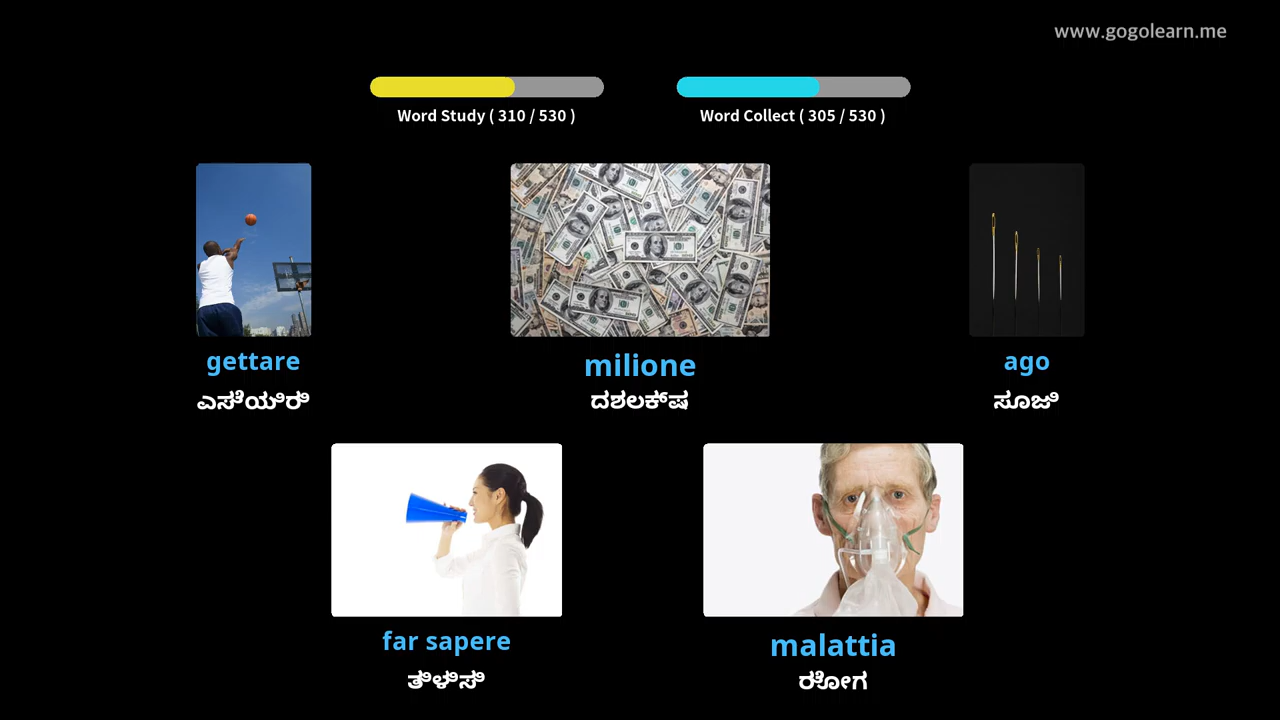 www.gogolearn.me
Word Study ( 310 / 530 )
Word Collect ( 305 / 530 )
gettare
ಎಸೆಯಿರಿ
milione
ದಶಲಕ್ಷ
ago
ಸೂಜಿ
far sapere
ತಿಳಿಸಿ
malattia
ರೋಗ